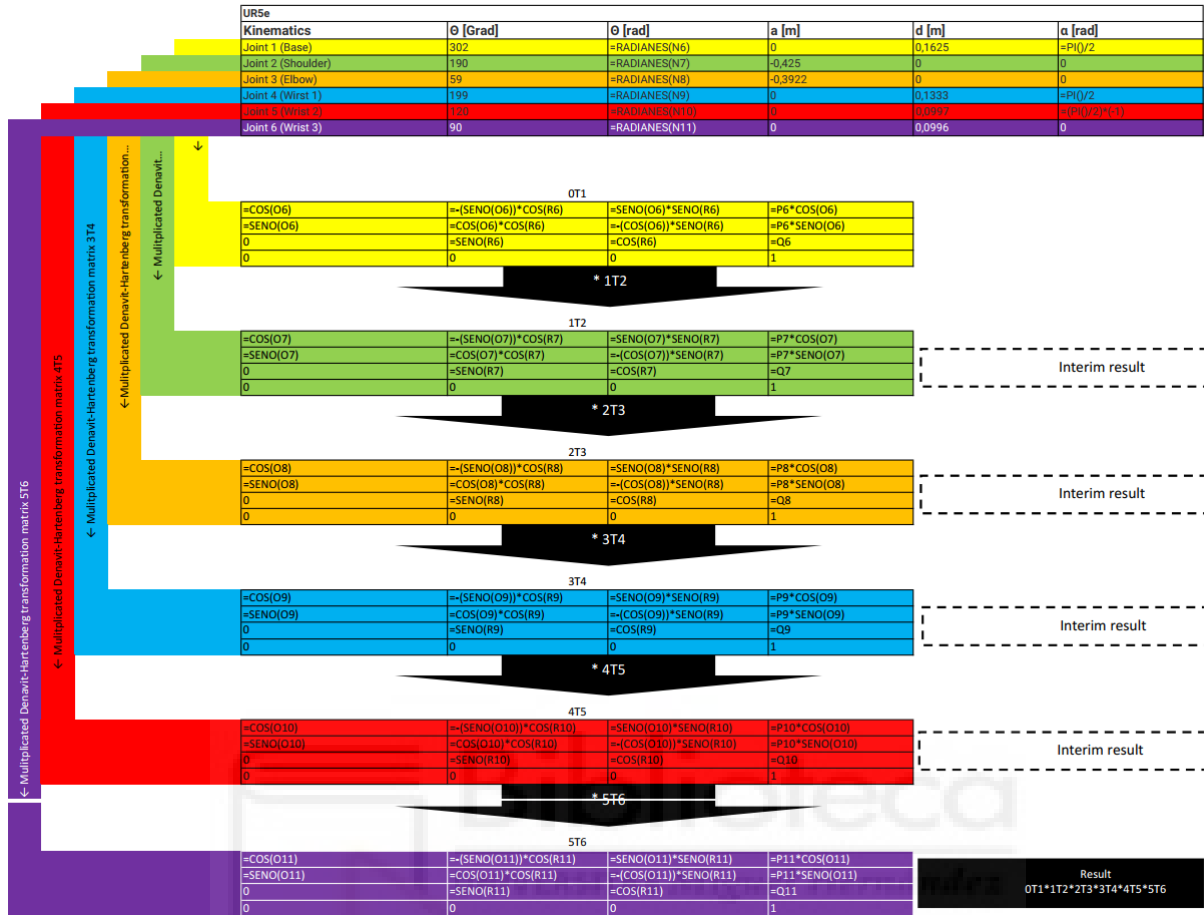 UR5e
Kinematics Θ [Grad] Θ [rad] a [m] d [m] α [rad]
Joint 1 (Base) 302 =RADIANES(N6) 0 0,1625 =PI()/2
Joint 2 (Shoulder) 190 =RADIANES(N7) -0,425 0 0
Joint 3 (Elbow) 59 =RADIANES(N8) -0,3922 0 0
Joint 4 (Wirst 1) 199 =RADIANES(N9) 0 0,1333 =PI()/2
Joint 5 (Wrist 2) 120 =RADIANES(N10) 0 0,0997 =(PI()/2)*(-1)
Joint 6 (Wrist 3) 90 =RADIANES(N11) 0 0,0996 0
←
← Mulitplicated Denavit...
←Mulitplicated Denavit-Hartenberg transformation...
← Mulitplicated Denavit-Hartenberg transformation matrix 3T4
← Mulitplicated Denavit-Hartenberg transformation matrix 4T5
← Mulitplicated Denavit-Hartenberg transformation matrix 5T6
0T1
=COS(O6) =-(SENO(O6))*COS(R6) =SENO(O6)*SENO(R6) =P6*COS(O6)
=SENO(O6) =COS(O6)*COS(R6) =-(COS(O6))*SENO(R6) =P6*SENO(O6)
0 =SENO(R6) =COS(R6) =Q6
0 0 0 1
* 1T2
1T2
=COS(O7) =-(SENO(O7))*COS(R7) =SENO(O7)*SENO(R7) =P7*COS(O7)
=SENO(O7) =COS(O7)*COS(R7) =-(COS(O7))*SENO(R7) =P7*SENO(O7)
0 =SENO(R7) =COS(R7) =Q7
0 0 0 1
Interim result
* 2T3
2T3
=COS(O8) =-(SENO(O8))*COS(R8) =SENO(O8)*SENO(R8) =P8*COS(O8)
=SENO(O8) =COS(O8)*COS(R8) =-(COS(O8))*SENO(R8) =P8*SENO(O8)
0 =SENO(R8) =COS(R8) =Q8
0 0 0 1
Interim result
* 3T4
3T4
=COS(O9) =-(SENO(O9))*COS(R9) =SENO(O9)*SENO(R9) =P9*COS(O9)
=SENO(O9) =COS(O9)*COS(R9) =-(COS(O9))*SENO(R9) =P9*SENO(O9)
0 =SENO(R9) =COS(R9) =Q9
0 0 0 1
Interim result
* 4T5
4T5
=COS(O10) =-(SENO(O10))*COS(R10) =SENO(O10)*SENO(R10) =P10*COS(O10)
=SENO(O10) =COS(O10)*COS(R10) =-(COS(O10))*SENO(R10) =P10*SENO(O10)
0 =SENO(R10) =COS(R10) =Q10
0 0 0 1
Interim result
Biblioteca
* 5T6
5T6
=COS(O11) =-(SENO(O11))*COS(R11) =SENO(O11)*SENO(R11) =P11*COS(O11)
=SENO(O11) =COS(O11)*COS(R11) =-(COS(O11))*SENO(R11) =P11*SENO(O11)
0 =SENO(R11) =COS(R11) =Q11
0 0 0 1
Result
0T1*1T2*2T3*3T4*4T5*5T6